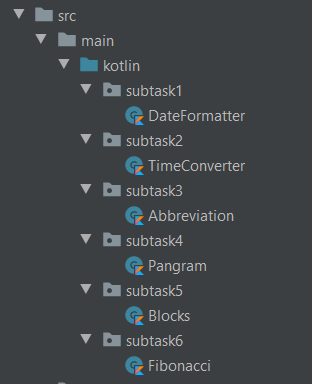 src
main
kotlin
subtask1
DateFormatter
subtask2
TimeConverter
subtask3
Abbreviation
subtask4
Pangram
subtask5
Blocks
subtask6
Fibonacci